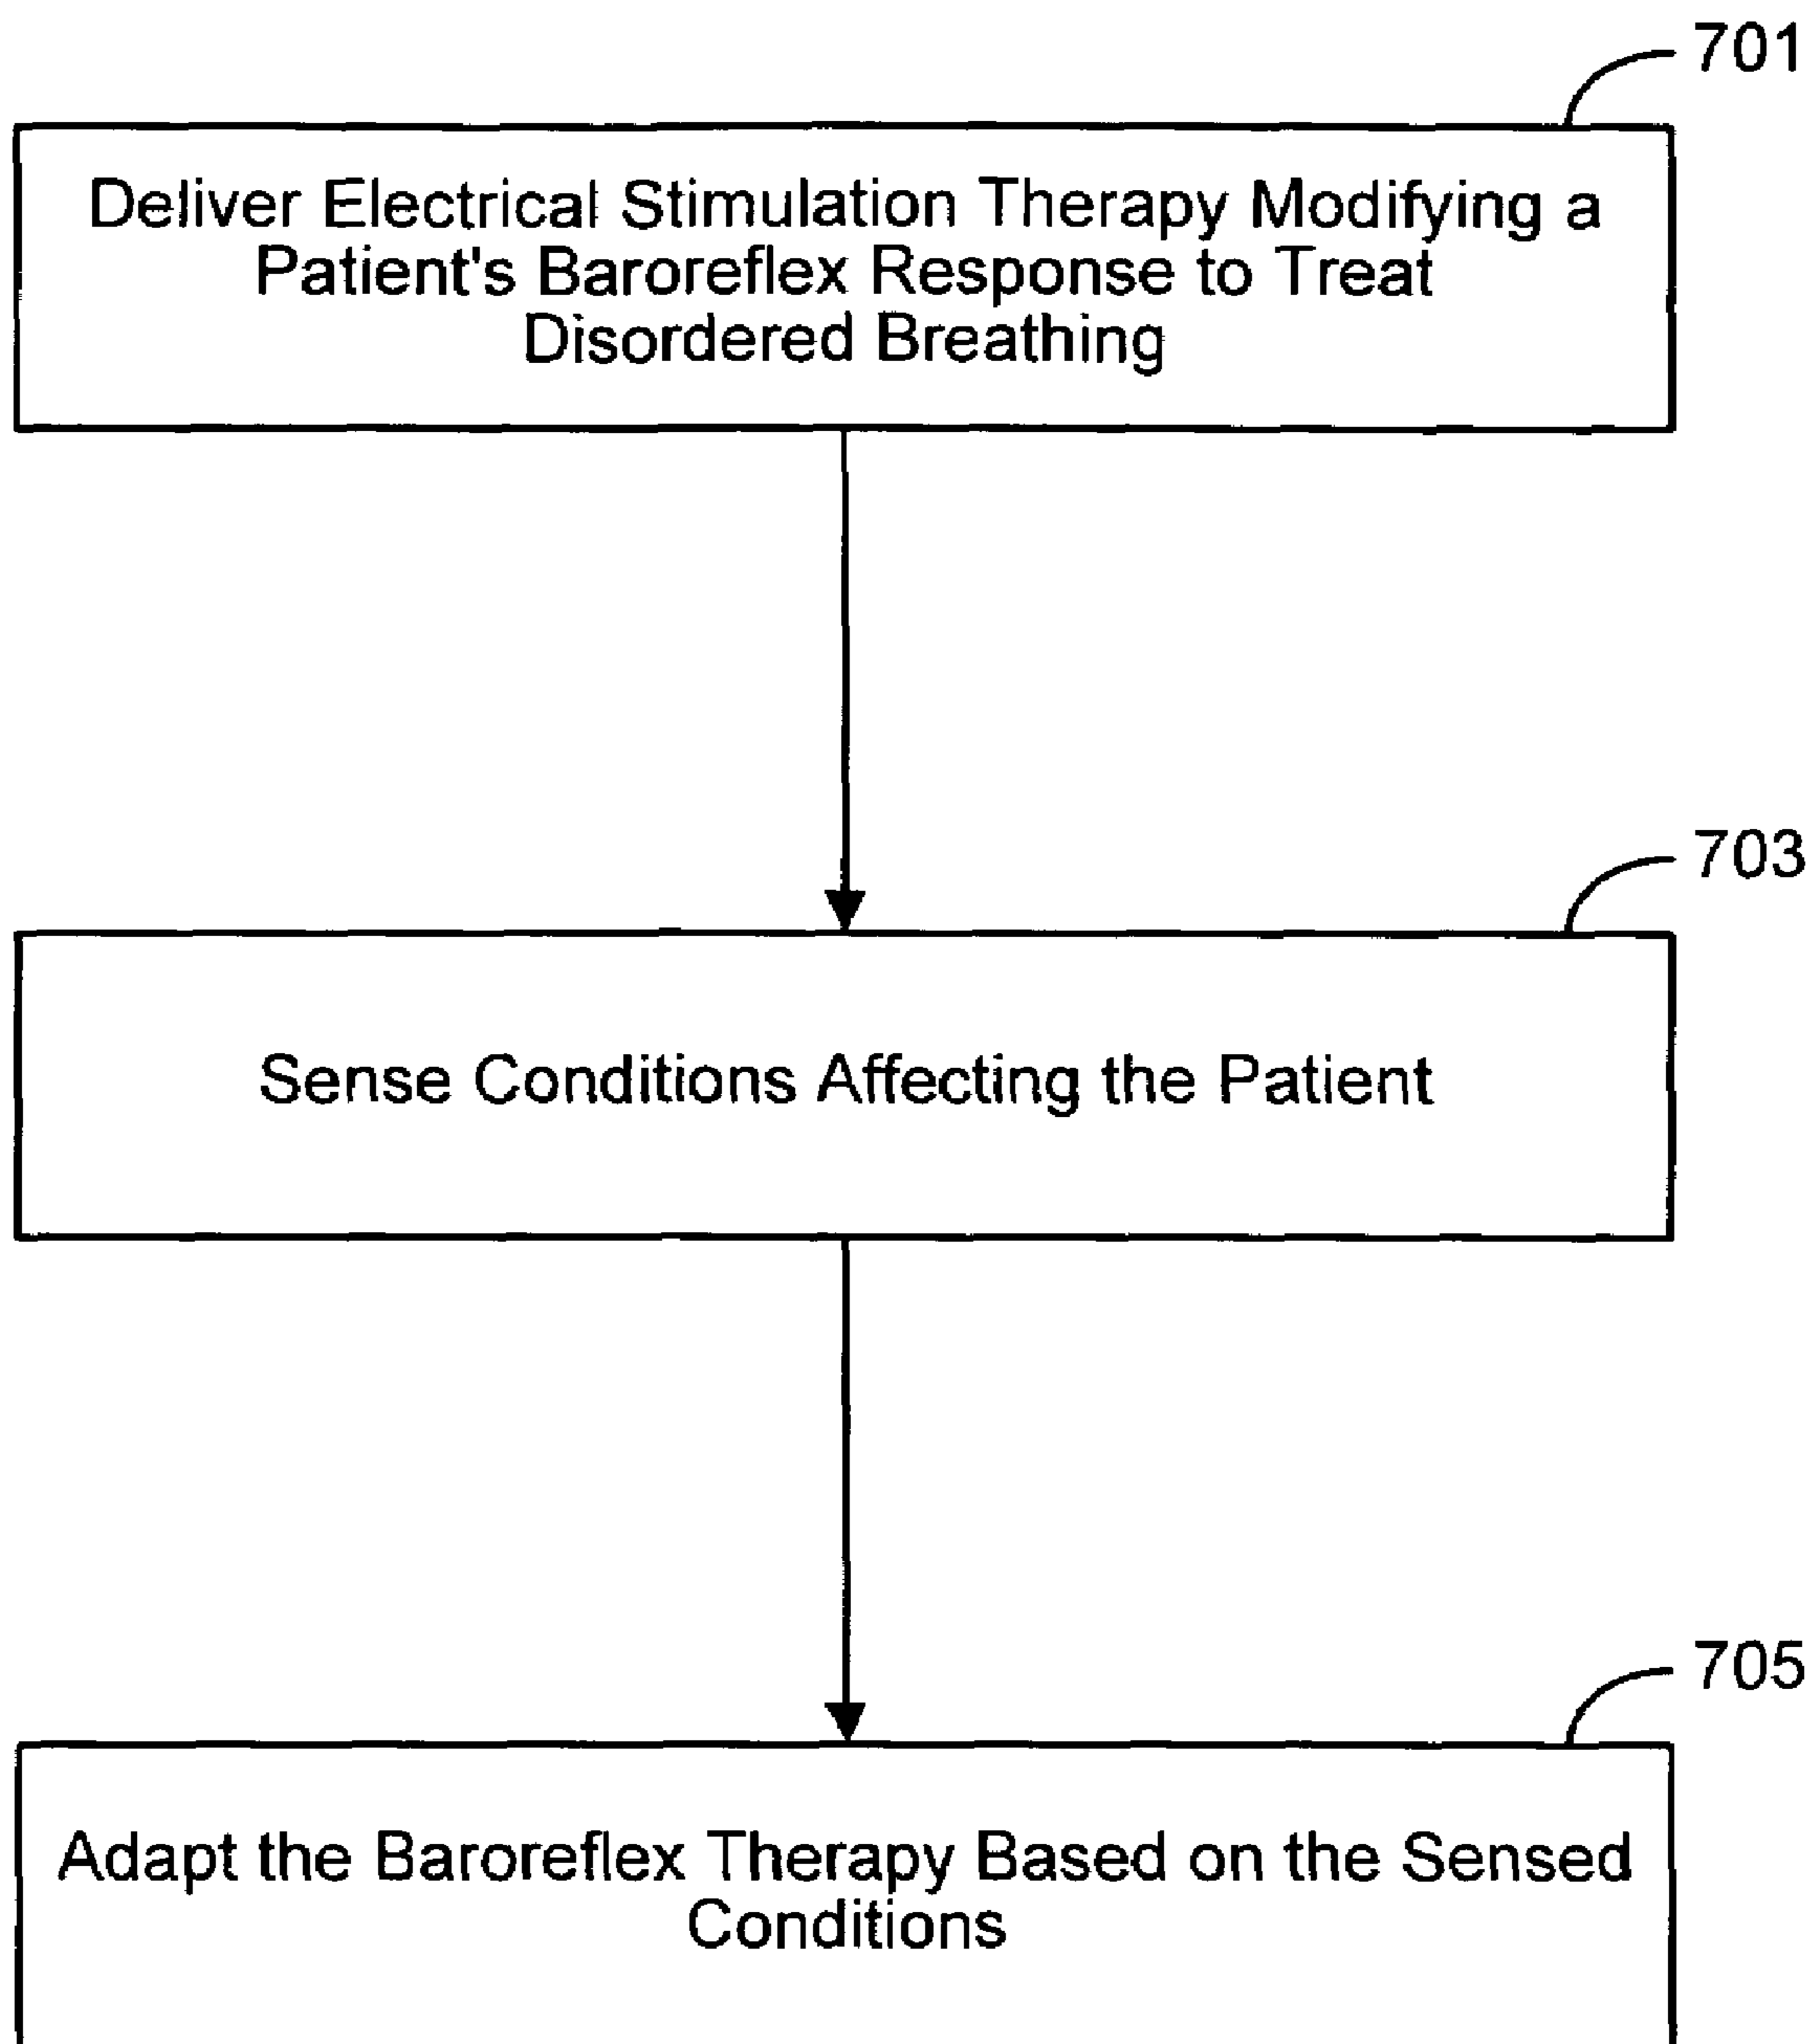 701
Deliver Electrical Stimulation Therapy Modifying a
Patient's Baroreflex Response to Treat
Disordered Breathing
703
Sense Conditions Affecting the Patient
705
Adapt the Baroreflex Therapy Based on the Sensed
Conditions